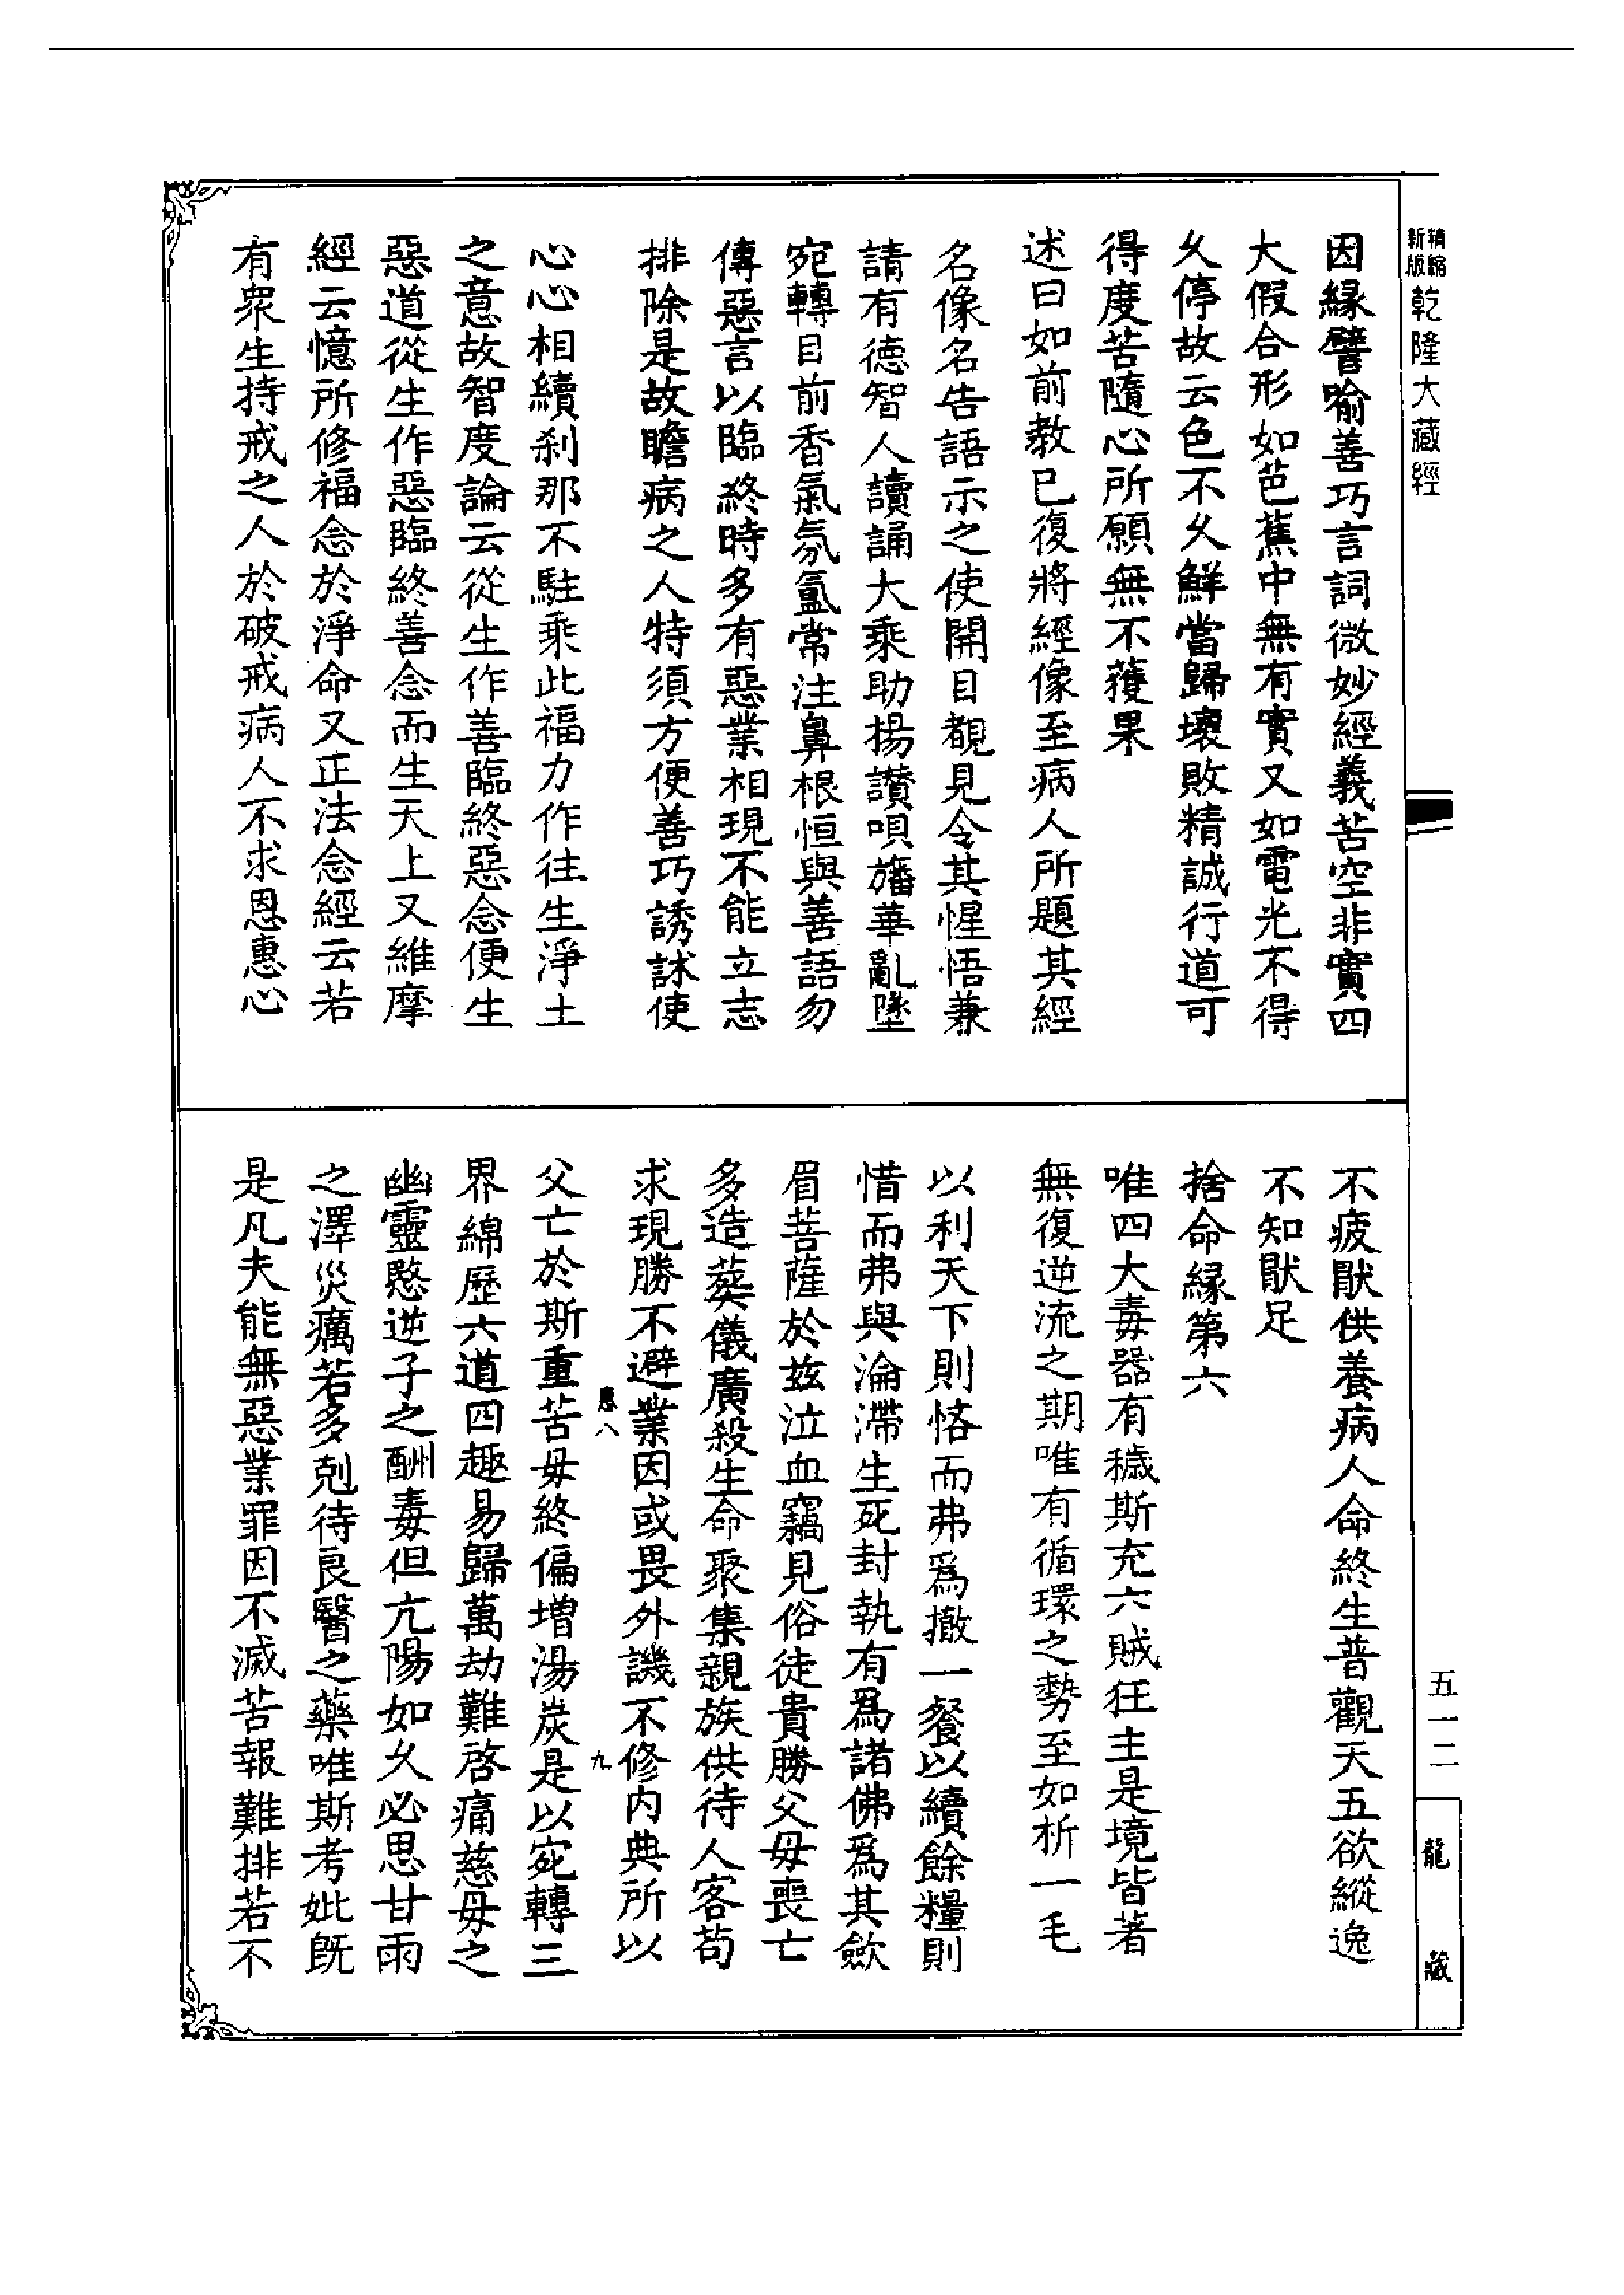 精縮
新版
乾隆大藏經
因緣譬喻善巧言詞微妙經義苦空非實四
大假合形如芭蕉中無有實又如電光不得
久停故云色不久鮮當歸壞敗精誠行道可
得度苦隨心所願無不獲果
述曰如前教已復將經像至病人所題其經
名像名告語示之使開目覩見令其惺悟兼
請有德智人讀誦大乘助揚讚唄旛華亂墜
宛轉目前香氣氛氳常注鼻根恒與善語勿
傳惡言以臨終時多有惡業相現不能立志
排除是故瞻病之人特須方便善巧誘訹使
心心相續剎那不駐乘此福力作往生淨土
之意故智度論云從生作善臨終惡念便生
惡道從生作惡臨終善念而生天上又維摩
經云憶所修福念於淨命又正法念經云若
有眾生持戒之人於破戒病人不求恩惠心
不疲猒供養病人命終生普觀天五欲縱逸
不知猒足
捨命緣第六
唯四大毒器有穢斯充六賊狂主是境皆著
無復逆流之期唯有循環之勢至如析一毛
以利天下則悋而弗為撤一餐以續餘糧則
惜而弗與淪滯生死封執有為諸佛為其歛
眉菩薩於茲泣血竊見俗徒貴勝父母喪亡
多造葬儀廣殺生命聚集親族供待人客苟
求現勝不避業因或畏外譏不修內典所以
八
九
父亡於斯重苦母終偏增湯炭是以宛轉三
界綿歷六道四趣易歸萬劫難啓痛慈母之
幽靈愍逆子之酬毒但亢陽如久必思甘雨
之澤災癘若多剋待良醫之藥唯斯考妣既
是凡夫能無惡業罪因不滅苦報難排若不
五一二
龍藏